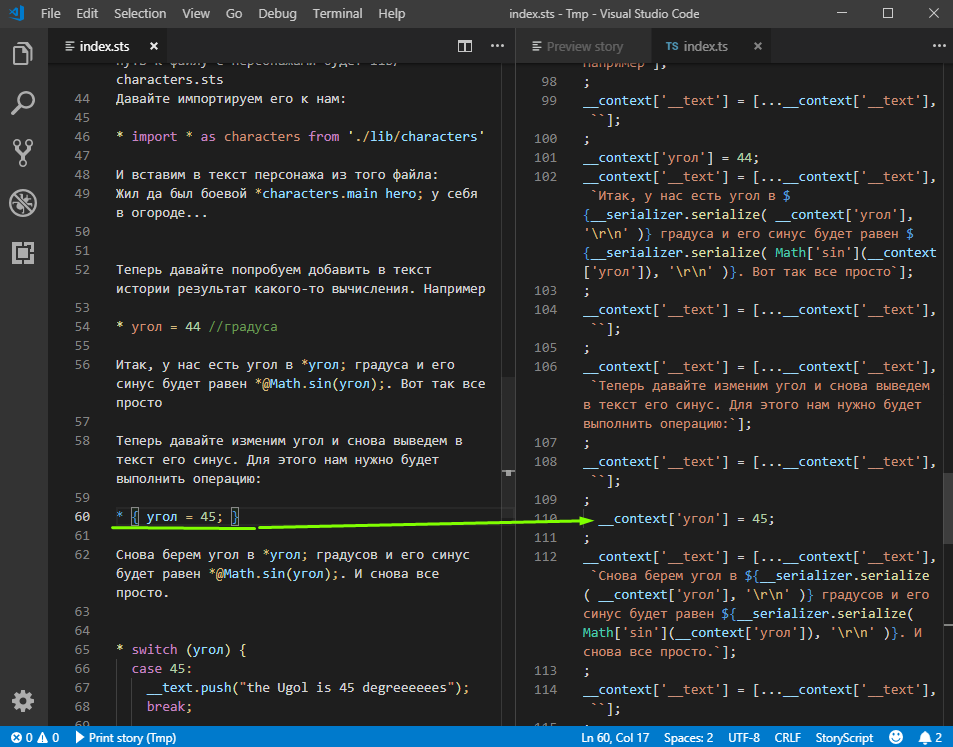 File Edit Selection View Go Debug Terminal Help index.sts - Tmp - Visual Studio Code
index.sts
Preview story
TS index.ts
путь к файлу с персонажами будет lib/
characters.sts
44 Давайте импортируем его к нам:
45
46 * import * as characters from './lib/characters'
47
48 И вставим в текст персонажа из того файла:
49 Жил да был боевой *characters.main hero; у себя
в огороде...
50
51
52 Теперь давайте попробуем добавить в текст
истории результат какого-то вычисления. Например
53
54 * угол = 44 //градуса
55
56 Итак, у нас есть угол в *угол; градуса и его
синус будет равен *@Math.sin(угол);. Вот так все
просто
57
58 Теперь давайте изменим угол и снова выведем в
текст его синус. Для этого нам нужно будет
выполнить операцию:
59
60 * { угол = 45; }
61
62 Снова берем угол в *угол; градусов и его синус
будет равен *@Math.sin(угол);. И снова все
просто.
63
64
65 * switch (угол) {
66 case 45:
67 __text.push("the Ugol is 45 degreeeeees");
68 break;
69
Например`];
98 ;
99 __context['__text'] = [...__context['__text'],
``];
100 ;
101 __context['угол'] = 44;
102 __context['__text'] = [...__context['__text'],
`Итак, у нас есть угол в $
{__serializer.serialize( __context['угол'],
'\r\n' )} градуса и его синус будет равен $
{__serializer.serialize( Math['sin'](__context
['угол']), '\r\n' )}. Вот так все просто`];
103 ;
104 __context['__text'] = [...__context['__text'],
``];
105 ;
106 __context['__text'] = [...__context['__text'],
`Теперь давайте изменим угол и снова выведем
в текст его синус. Для этого нам нужно будет
выполнить операцию:`];
107 ;
108 __context['__text'] = [...__context['__text'],
``];
109 ;
110 __context['угол'] = 45;
111 ;
112 __context['__text'] = [...__context['__text'],
`Снова берем угол в ${__serializer.serialize
( __context['угол'], '\r\n' )} градусов и его
синус будет равен ${__serializer.serialize(
Math['sin'](__context['угол']), '\r\n' )}. И
снова все просто.`];
113 ;
114 __context['__text'] = [...__context['__text'],
``];
115 ;
0 0 Print story (Tmp) Ln 60, Col 17 Spaces: 2 UTF-8 CRLF StoryScript 2